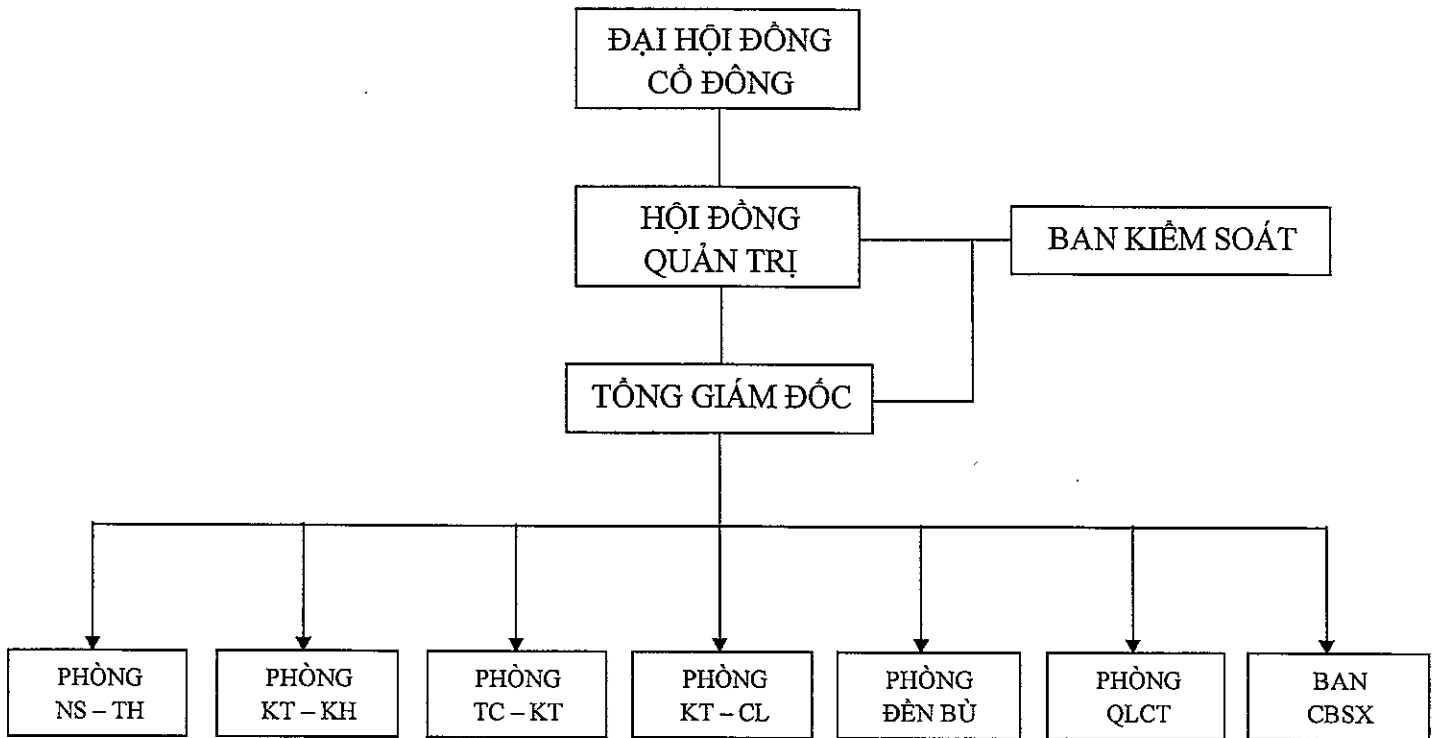 ĐẠI HỘI ĐỒNG
CỔ ĐÔNG
HỘI ĐỒNG
QUẢN TRỊ
BAN KIỂM SOÁT
TỔNG GIÁM ĐỐC
PHÒNG
NS – TH
PHÒNG
KT – KH
PHÒNG
TC – KT
PHÒNG
KT – CL
PHÒNG
ĐỀN BÙ
PHÒNG
QLCT
BAN
CBSX